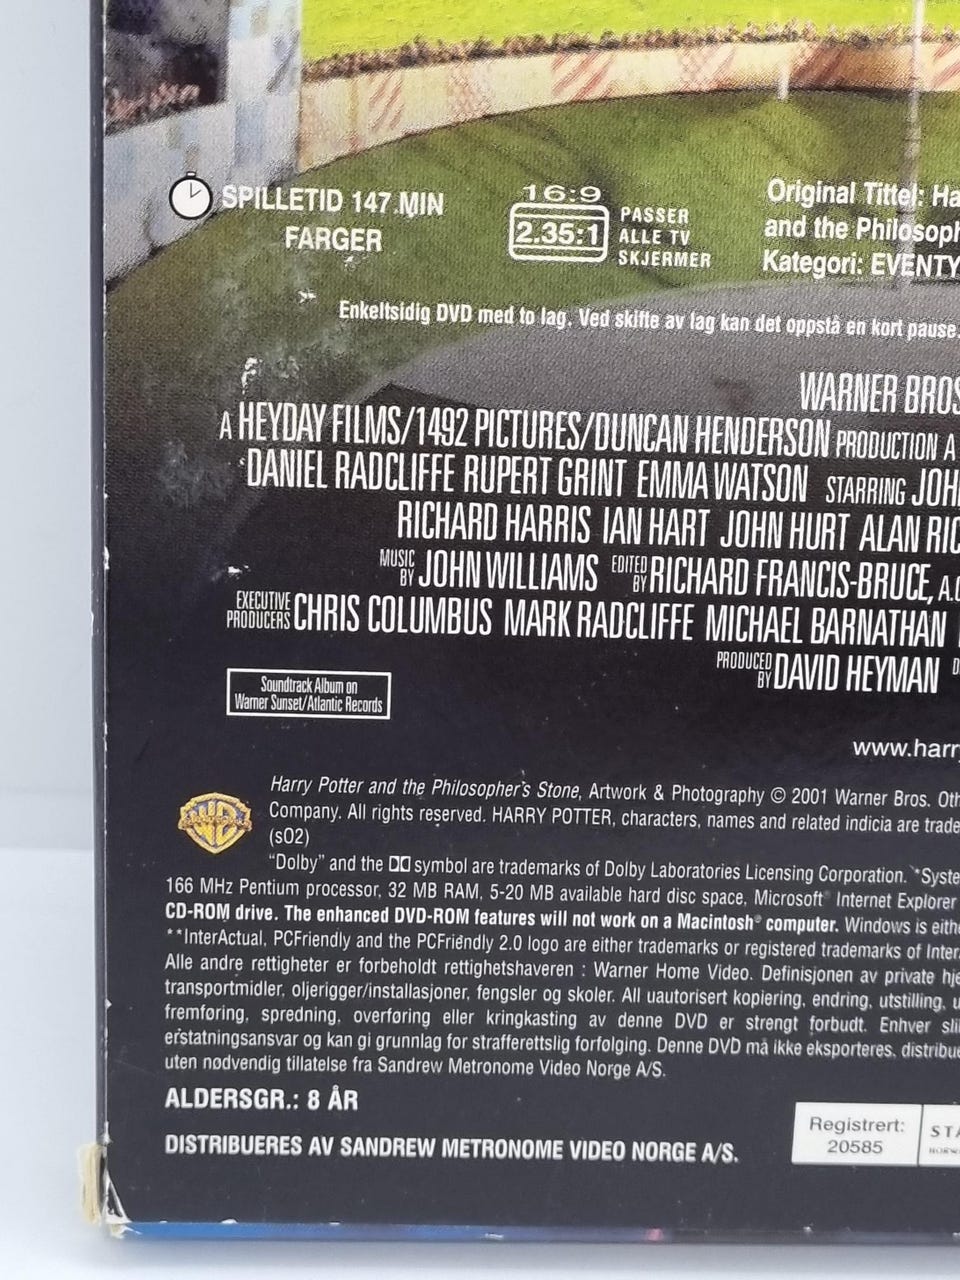 SPILLETID 147.MIN
FARGER
16:9
2.35:1
PASSER
ALLE TV
SKJERMER
Original Tittel: Ha
and the Philosoph
Kategori: EVENTY
Enkeltsidig DVD med to lag. Ved skifte av lag kan det oppstå en kort pause.
WARNER BROS
A HEYDAY FILMS/1492 PICTURES/DUNCAN HENDERSON PRODUCTION A
DANIEL RADCLIFFE RUPERT GRINT EMMA WATSON STARRING JOH
RICHARD HARRIS IAN HART JOHN HURT ALAN RIC
MUSIC BY JOHN WILLIAMS EDITED BY RICHARD FRANCIS-BRUCE, A.C
EXECUTIVE PRODUCERS CHRIS COLUMBUS MARK RADCLIFFE MICHAEL BARNATHAN
PRODUCED BY DAVID HEYMAN
Soundtrack Album on
Warner Sunset/Atlantic Records
www.harry
WB
Harry Potter and the Philosopher's Stone, Artwork & Photography © 2001 Warner Bros. Oth
Company. All rights reserved. HARRY POTTER, characters, names and related indicia are trade
(s02)
"Dolby" and the DD symbol are trademarks of Dolby Laboratories Licensing Corporation. *Syste
166 MHz Pentium processor, 32 MB RAM, 5-20 MB available hard disc space, Microsoft® Internet Explorer
CD-ROM drive. The enhanced DVD-ROM features will not work on a Macintosh® computer. Windows is eithe
**InterActual, PCFriendly and the PCFriendly 2.0 logo are either trademarks or registered trademarks of Inter
Alle andre rettigheter er forbeholdt rettighetshaveren : Warner Home Video. Definisjonen av private hje
transportmidler, oljerigger/installasjoner, fengsler og skoler. All uautorisert kopiering, endring, utstilling, u
fremføring, spredning, overføring eller kringkasting av denne DVD er strengt forbudt. Enhver sli
erstatningsansvar og kan gi grunnlag for strafferettslig forfølging. Denne DVD må ikke eksporteres, distribue
uten nødvendig tillatelse fra Sandrew Metronome Video Norge A/S.
ALDERSGR.: 8 ÅR
DISTRIBUERES AV SANDREW METRONOME VIDEO NORGE A/S.
Registrert:
20585
STA
NORW